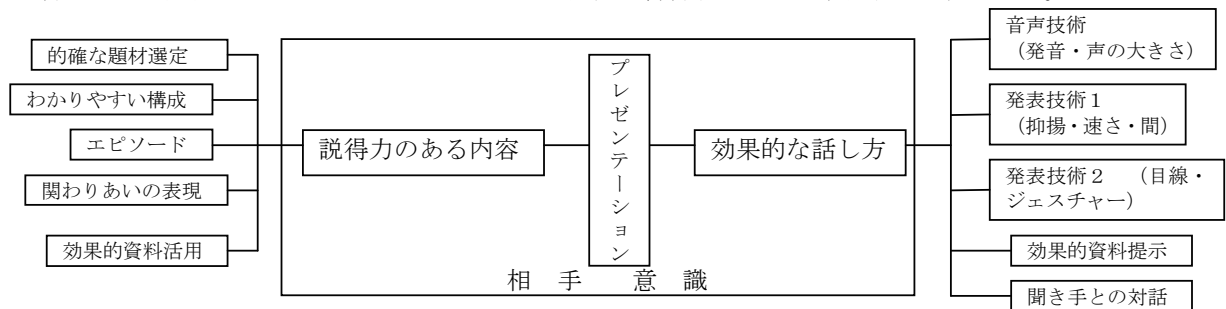 的確な題材選定
わかりやすい構成
エピソード
関わりあいの表現
効果的資料活用
説得力のある内容
プレゼンテーション
効果的な話し方
相手意識
音声技術
（発音・声の大きさ）
発表技術１
（抑揚・速さ・間）
発表技術２　（目線・
ジェスチャー）
効果的資料提示
聞き手との対話